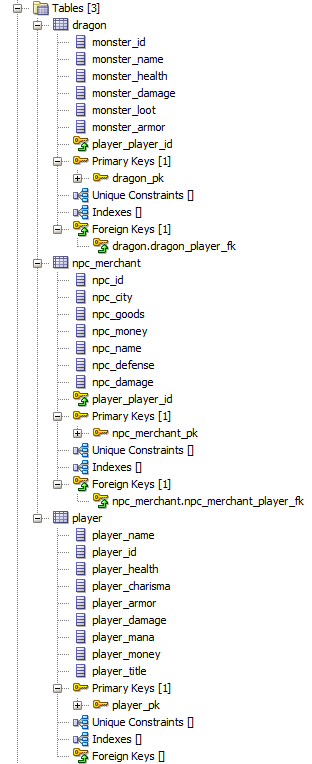 Tables [3]
dragon
monster_id
monster_name
monster_health
monster_damage
monster_loot
monster_armor
player_player_id
Primary Keys [1]
dragon_pk
Unique Constraints []
Indexes []
Foreign Keys [1]
dragon.dragon_player_fk
npc_merchant
npc_id
npc_city
npc_goods
npc_money
npc_name
npc_defense
npc_damage
player_player_id
Primary Keys [1]
npc_merchant_pk
Unique Constraints []
Indexes []
Foreign Keys [1]
npc_merchant.npc_merchant_player_fk
player
player_name
player_id
player_health
player_charisma
player_armor
player_damage
player_mana
player_money
player_title
Primary Keys [1]
player_pk
Unique Constraints []
Indexes []
Foreign Keys []